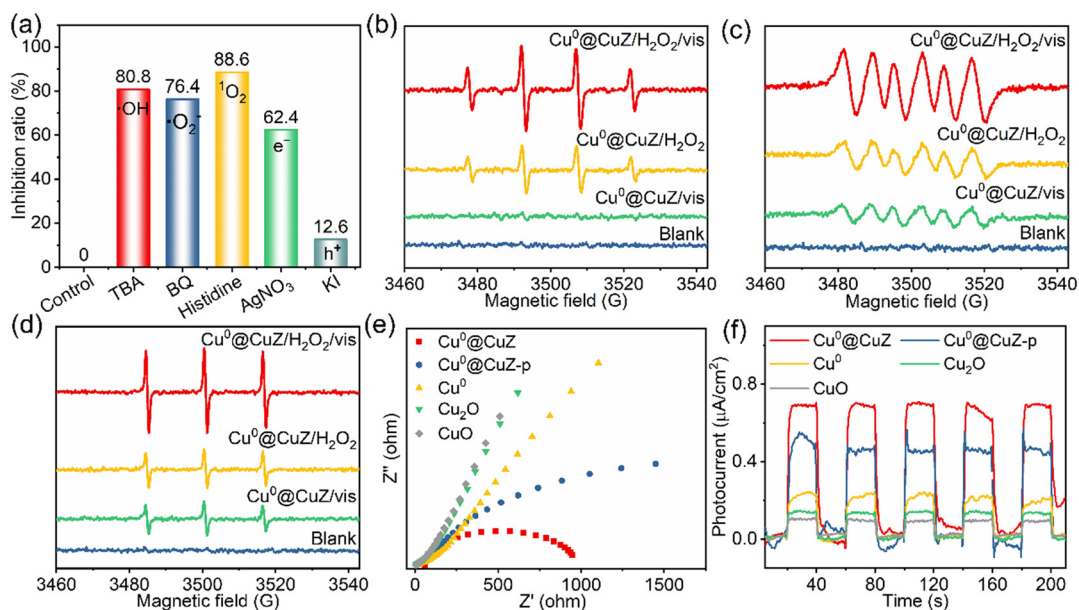 (a)
Inhibition ratio (%)
100
80
60
40
20
0
0
80.8
76.4
88.6
62.4
12.6
·OH
·O₂⁻
¹O₂
e⁻
h⁺
Control
TBA
BQ
Histidine
AgNO₃
KI
(b)
Cu⁰@CuZ/H₂O₂/vis
Cu⁰@CuZ/H₂O₂
Cu⁰@CuZ/vis
Blank
3460 3480 3500 3520 3540
Magnetic field (G)
(c)
Cu⁰@CuZ/H₂O₂/vis
Cu⁰@CuZ/H₂O₂
Cu⁰@CuZ/vis
Blank
3460 3480 3500 3520 3540
Magnetic field (G)
(d)
Cu⁰@CuZ/H₂O₂/vis
Cu⁰@CuZ/H₂O₂
Cu⁰@CuZ/vis
Blank
3460 3480 3500 3520 3540
Magnetic field (G)
(e)
Cu⁰@CuZ
Cu⁰@CuZ-p
Cu⁰
Cu₂O
CuO
Z'' (ohm)
0 500 1000 1500
Z' (ohm)
(f)
Cu⁰@CuZ
Cu⁰@CuZ-p
Cu⁰
Cu₂O
CuO
Photocurrent (μA/cm²)
0.8
0.4
0.0
40 80 120 160 200
Time (s)